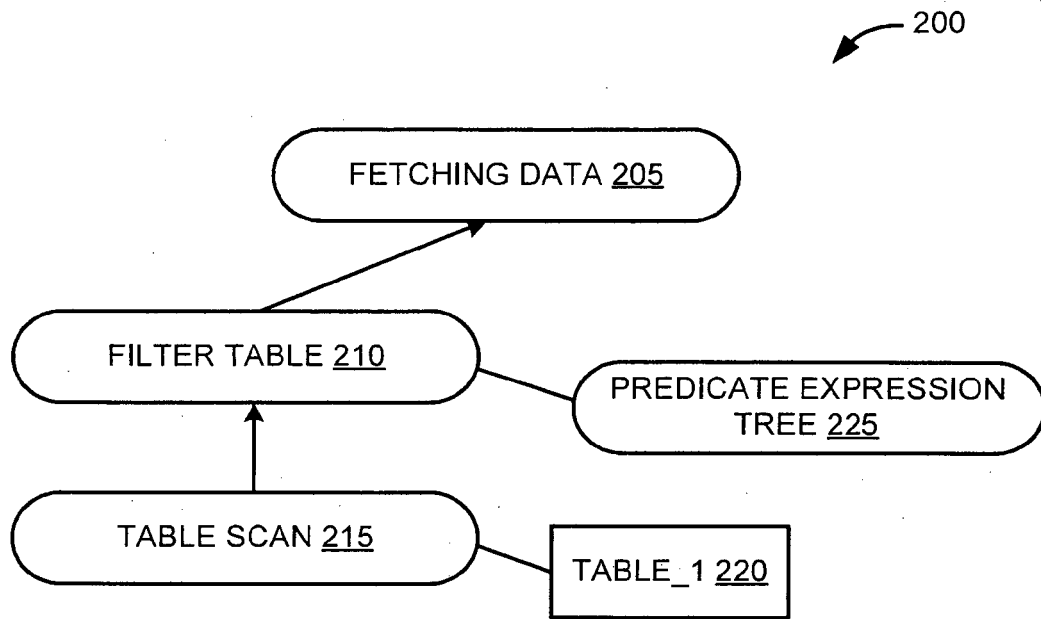 200
FETCHING DATA 205
FILTER TABLE 210
PREDICATE EXPRESSION
TREE 225
TABLE SCAN 215
TABLE_1 220